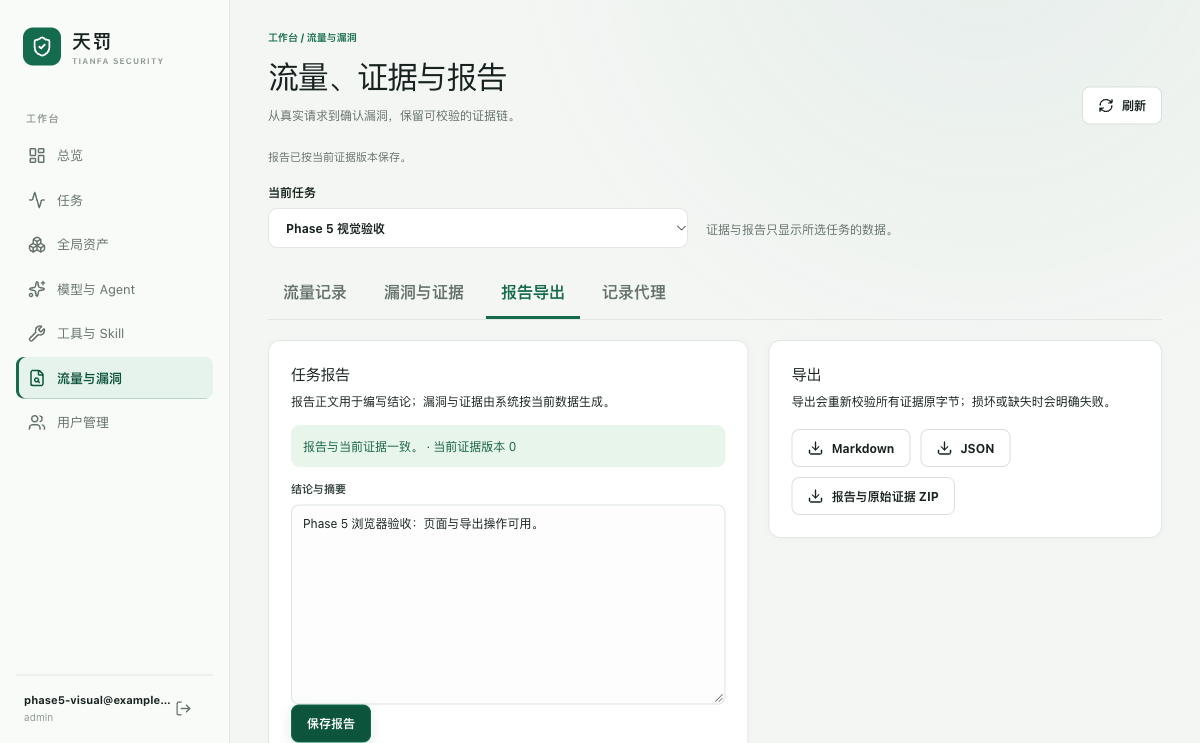 天罚
TIANFA SECURITY
工作台
总览
任务
全局资产
模型与 Agent
工具与 Skill
流量与漏洞
用户管理
phase5-visual@example...
admin
工作台 / 流量与漏洞
流量、证据与报告
从真实请求到确认漏洞，保留可校验的证据链。
刷新
报告已按当前证据版本保存。
当前任务
Phase 5 视觉验收
证据与报告只显示所选任务的数据。
流量记录
漏洞与证据
报告导出
记录代理
任务报告
报告正文用于编写结论；漏洞与证据由系统按当前数据生成。
报告与当前证据一致。 · 当前证据版本 0
结论与摘要
Phase 5 浏览器验收：页面与导出操作可用。
保存报告
导出
导出会重新校验所有证据原字节；损坏或缺失时会明确失败。
Markdown
JSON
报告与原始证据 ZIP